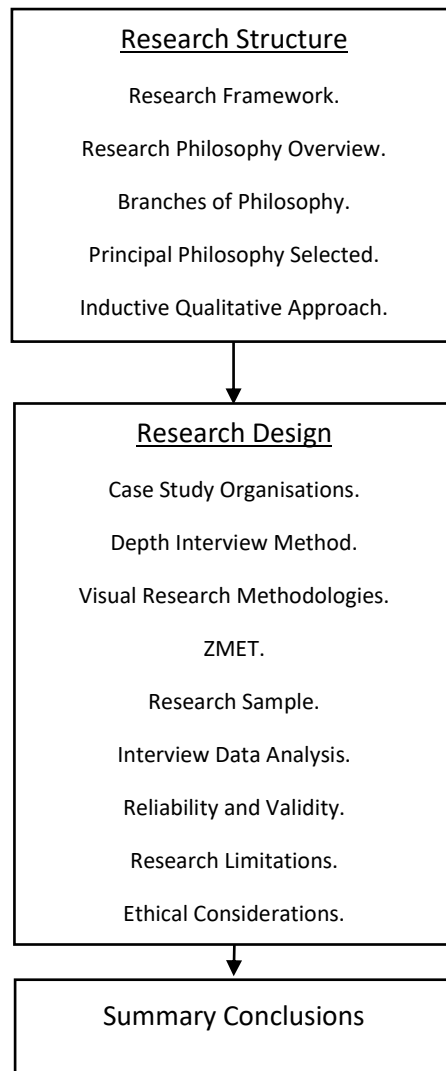 Research Structure
Research Framework.
Research Philosophy Overview.
Branches of Philosophy.
Principal Philosophy Selected.
Inductive Qualitative Approach.
Research Design
Case Study Organisations.
Depth Interview Method.
Visual Research Methodologies.
ZMET.
Research Sample.
Interview Data Analysis.
Reliability and Validity.
Research Limitations.
Ethical Considerations.
Summary Conclusions